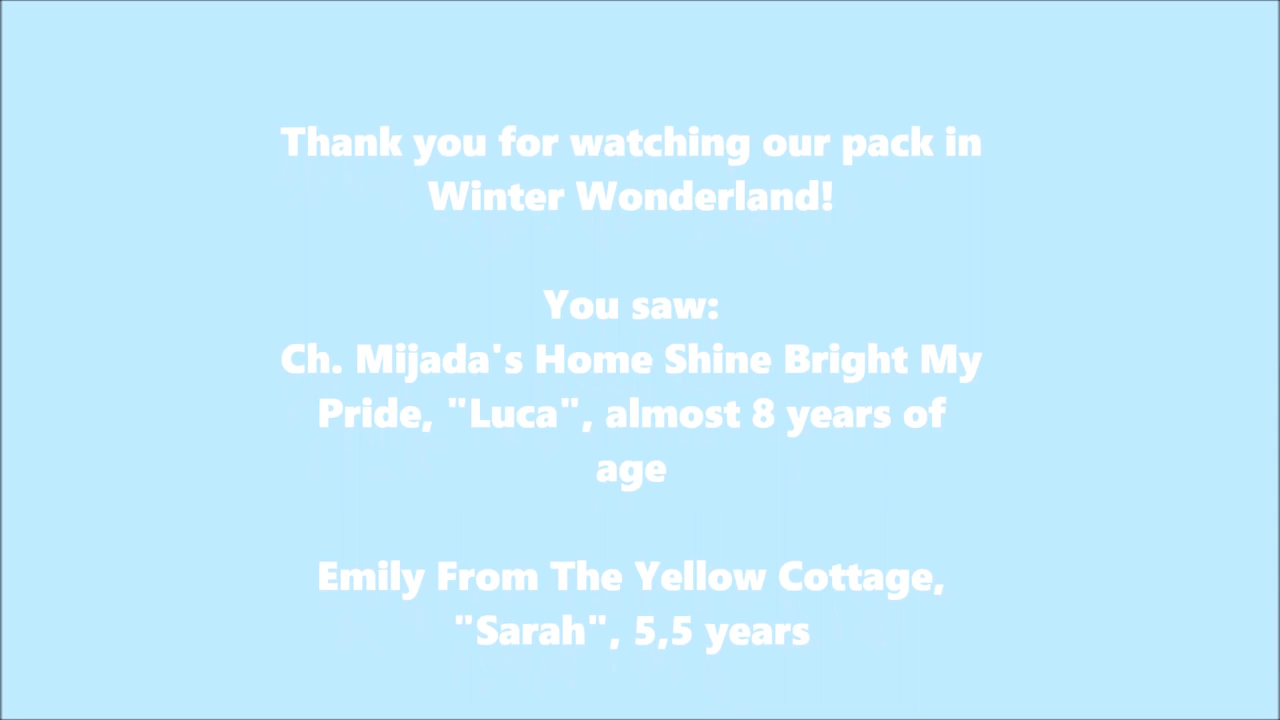 Thank you for watching our pack in
Winter Wonderland!
You saw:
Ch. Mijada's Home Shine Bright My
Pride, "Luca", almost 8 years of
age
Emily From The Yellow Cottage,
"Sarah", 5,5 years